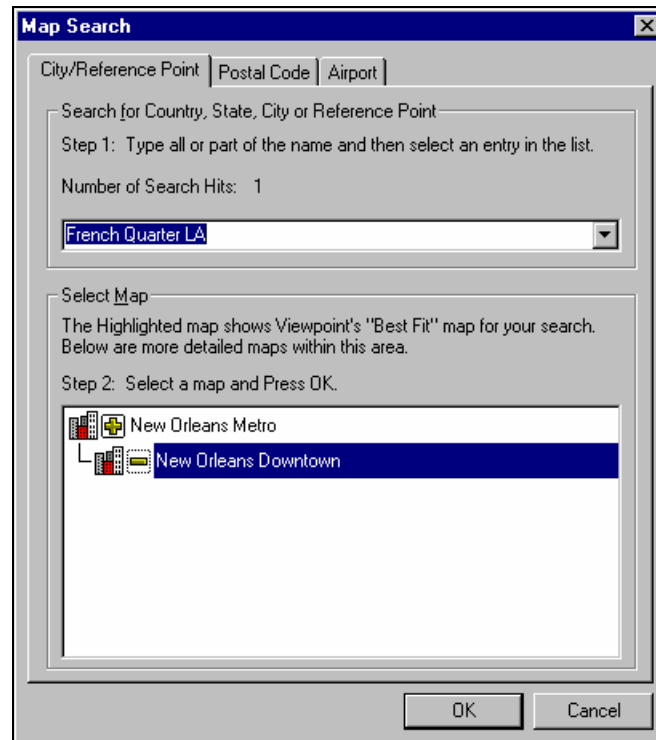 Map Search
City/Reference Point Postal Code Airport
Search for Country, State, City or Reference Point
Step 1: Type all or part of the name and then select an entry in the list.
Number of Search Hits: 1
French Quarter LA
Select Map
The Highlighted map shows Viewpoint's "Best Fit" map for your search.
Below are more detailed maps within this area.
Step 2: Select a map and Press OK.
New Orleans Metro
New Orleans Downtown
OK Cancel